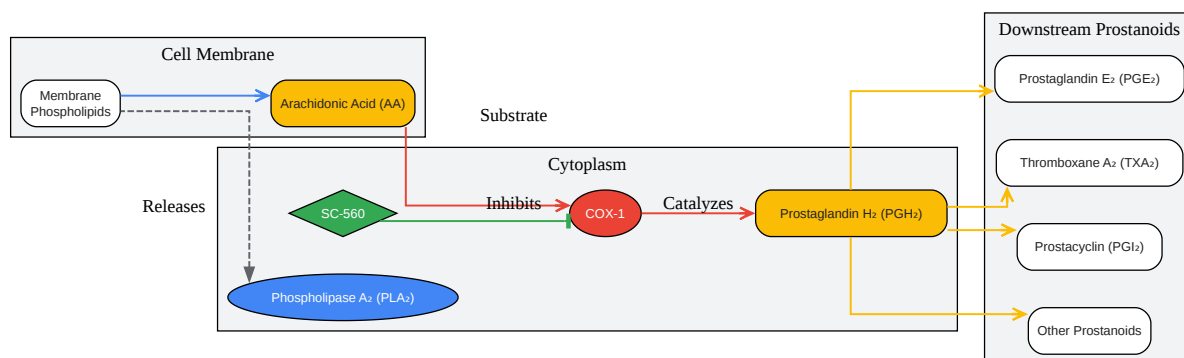 Downstream Prostanoids
Cell Membrane
Prostaglandin E₂ (PGE₂)
Membrane
Phospholipids
Arachidonic Acid (AA)
Substrate
Cytoplasm
Thromboxane A₂ (TXA₂)
Releases
SC-560
Inhibits
COX-1
Catalyzes
Prostaglandin H₂ (PGH₂)
Prostacyclin (PGI₂)
Phospholipase A₂ (PLA₂)
Other Prostanoids